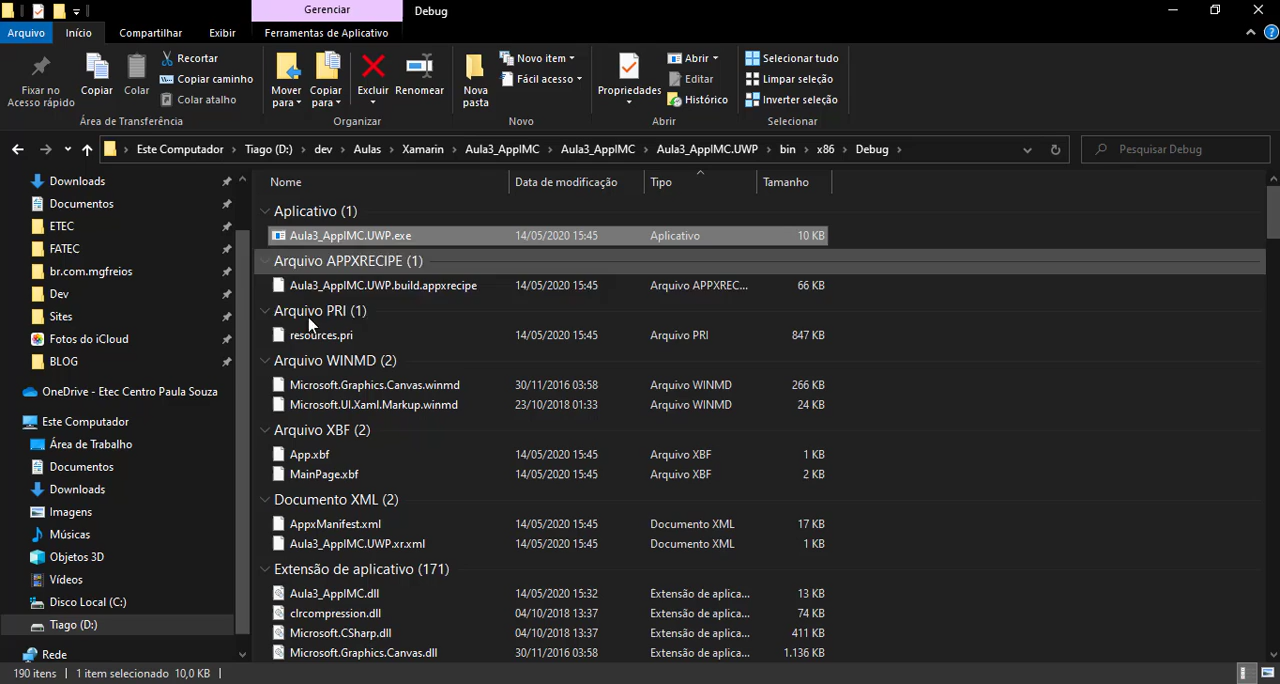 Gerenciar
Debug
Arquivo
Início
Compartilhar
Exibir
Ferramentas de Aplicativo
Fixar no
Acesso rápido
Copiar
Colar
Recortar
Copiar caminho
Colar atalho
Área de Transferência
Mover
para
Copiar
para
Excluir
Renomear
Organizar
Nova
pasta
Novo item
Fácil acesso
Novo
Propriedades
Abrir
Editar
Histórico
Abrir
Selecionar tudo
Limpar seleção
Inverter seleção
Selecionar
Este Computador > Tiago (D:) > dev > Aulas > Xamarin > Aula3_AppIMC > Aula3_AppIMC > Aula3_AppIMC.UWP > bin > x86 > Debug >
Pesquisar Debug
Downloads
Documentos
ETEC
FATEC
br.com.mgfreios
Dev
Sites
Fotos do iCloud
BLOG
OneDrive - Etec Centro Paula Souza
Este Computador
Área de Trabalho
Documentos
Downloads
Imagens
Músicas
Objetos 3D
Vídeos
Disco Local (C:)
Tiago (D:)
Rede
Nome Data de modificação Tipo Tamanho
Aplicativo (1)
Aula3_AppIMC.UWP.exe 14/05/2020 15:45 Aplicativo 10 KB
Arquivo APPXRECIPE (1)
Aula3_AppIMC.UWP.build.appxrecipe 14/05/2020 15:45 Arquivo APPXREC... 66 KB
Arquivo PRI (1)
resources.pri 14/05/2020 15:45 Arquivo PRI 847 KB
Arquivo WINMD (2)
Microsoft.Graphics.Canvas.winmd 30/11/2016 03:58 Arquivo WINMD 266 KB
Microsoft.UI.Xaml.Markup.winmd 23/10/2018 01:33 Arquivo WINMD 24 KB
Arquivo XBF (2)
App.xbf 14/05/2020 15:45 Arquivo XBF 1 KB
MainPage.xbf 14/05/2020 15:45 Arquivo XBF 2 KB
Documento XML (2)
AppxManifest.xml 14/05/2020 15:45 Documento XML 17 KB
Aula3_AppIMC.UWP.xr.xml 14/05/2020 15:45 Documento XML 1 KB
Extensão de aplicativo (171)
Aula3_AppIMC.dll 14/05/2020 15:32 Extensão de aplica... 13 KB
clrcompression.dll 04/10/2018 13:37 Extensão de aplica... 74 KB
Microsoft.CSharp.dll 04/10/2018 13:37 Extensão de aplica... 411 KB
Microsoft.Graphics.Canvas.dll 30/11/2016 03:58 Extensão de aplica... 1.136 KB
190 itens 1 item selecionado 10,0 KB